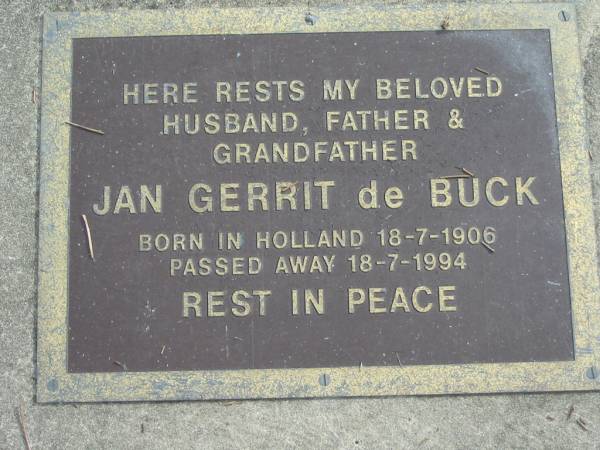 HERE RESTS MY BELOVED
HUSBAND, FATHER &
GRANDFATHER
JAN GERRIT de BUCK
BORN IN HOLLAND 18-7-1906
PASSED AWAY 18-7-1994
REST IN PEACE